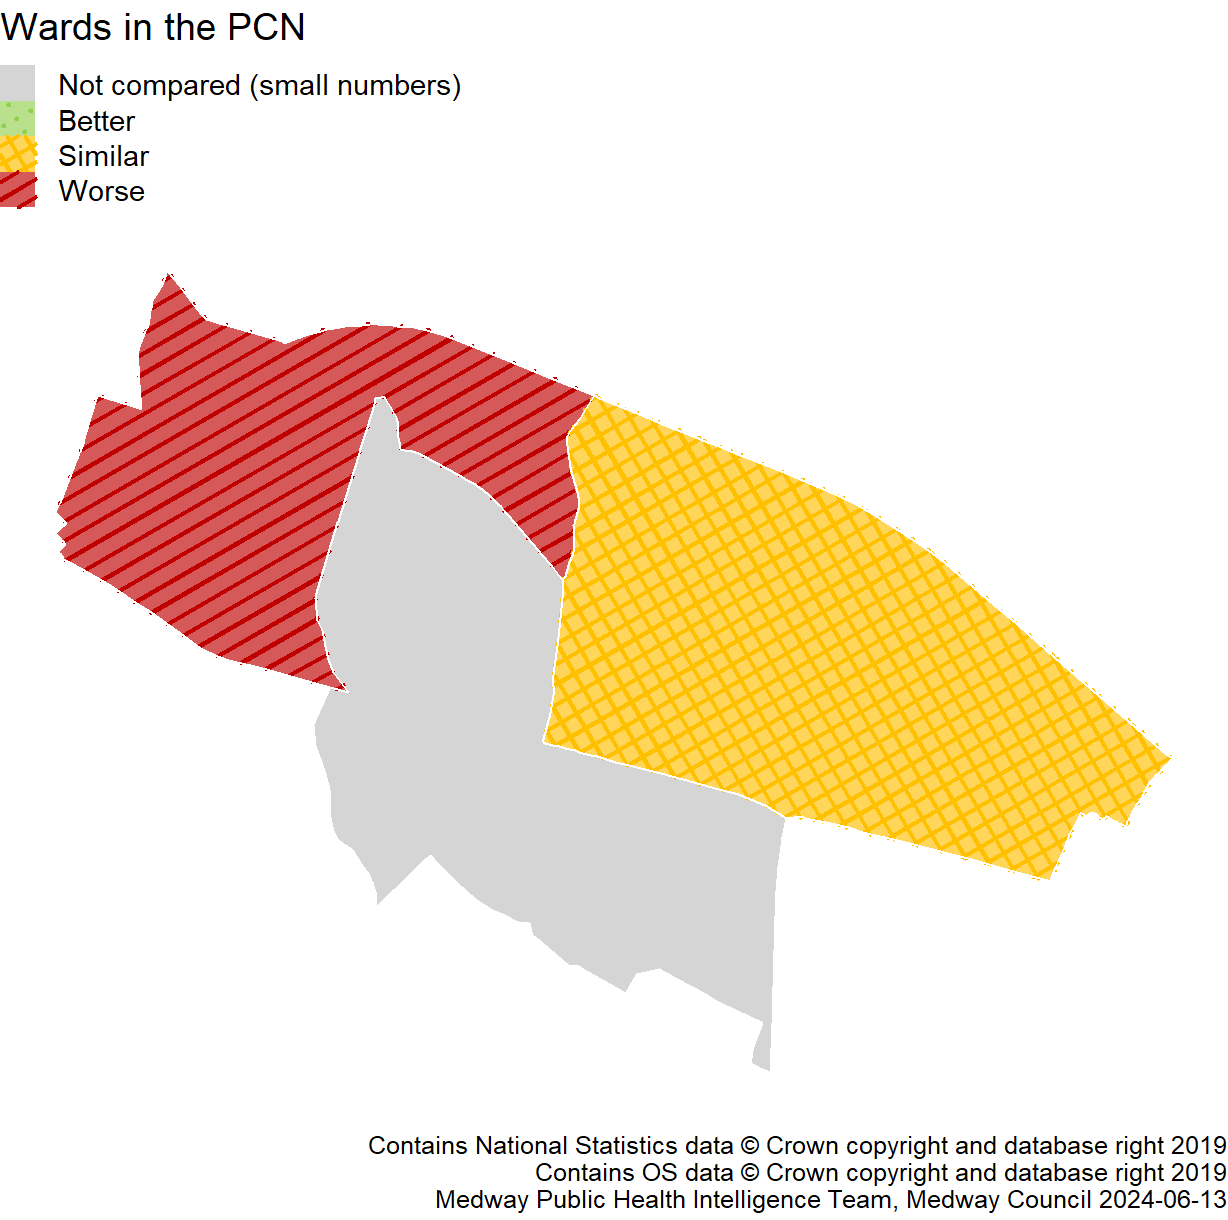 Wards in the PCN
Not compared (small numbers)
Better
Similar
Worse
Contains National Statistics data © Crown copyright and database right 2019
Contains OS data © Crown copyright and database right 2019
Medway Public Health Intelligence Team, Medway Council 2024-06-13